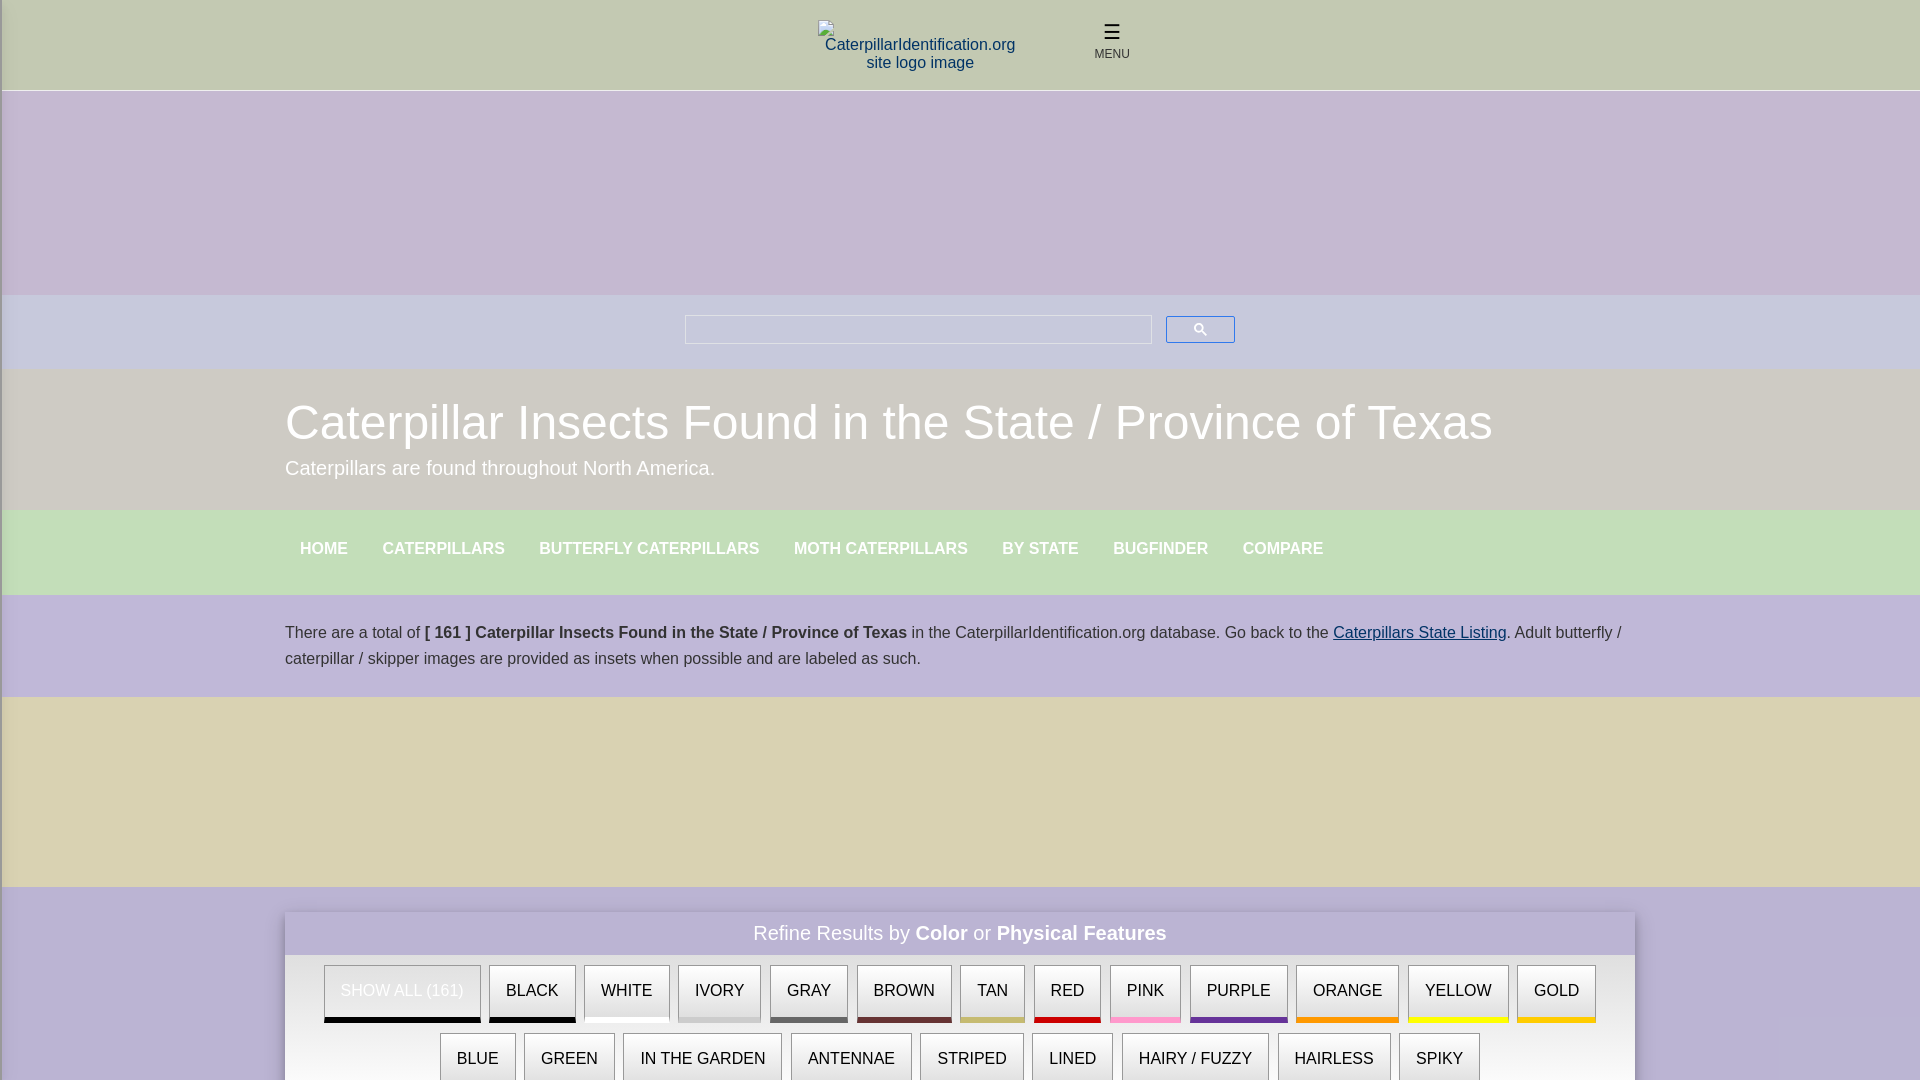 CaterpillarIdentification.org
site logo image
☰
MENU
Caterpillar Insects Found in the State / Province of Texas
Caterpillars are found throughout North America.
HOME CATERPILLARS BUTTERFLY CATERPILLARS MOTH CATERPILLARS BY STATE BUGFINDER COMPARE
There are a total of [ 161 ] Caterpillar Insects Found in the State / Province of Texas in the CaterpillarIdentification.org database. Go back to the Caterpillars State Listing. Adult butterfly /
caterpillar / skipper images are provided as insets when possible and are labeled as such.
Refine Results by Color or Physical Features
SHOW ALL (161) BLACK WHITE IVORY GRAY BROWN TAN RED PINK PURPLE ORANGE YELLOW GOLD
BLUE GREEN IN THE GARDEN ANTENNAE STRIPED LINED HAIRY / FUZZY HAIRLESS SPIKY